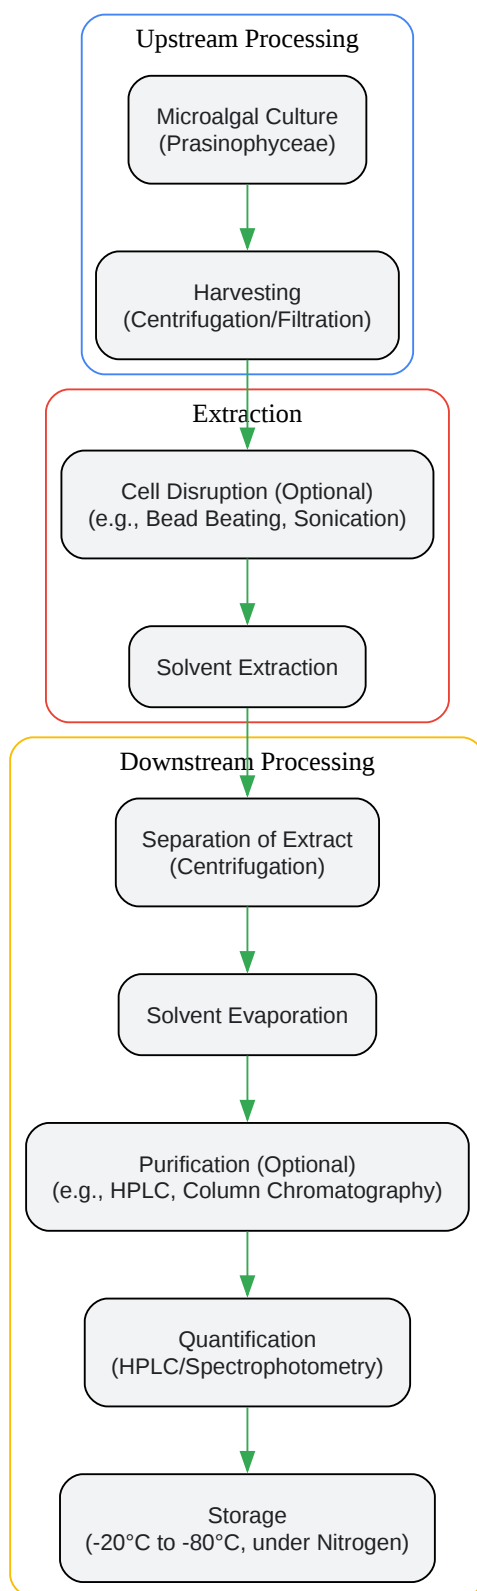 Upstream Processing
Microalgal Culture
(Prasinophyceae)
Harvesting
(Centrifugation/Filtration)
Extraction
Cell Disruption (Optional)
(e.g., Bead Beating, Sonication)
Solvent Extraction
Downstream Processing
Separation of Extract
(Centrifugation)
Solvent Evaporation
Purification (Optional)
(e.g., HPLC, Column Chromatography)
Quantification
(HPLC/Spectrophotometry)
Storage
(-20°C to -80°C, under Nitrogen)